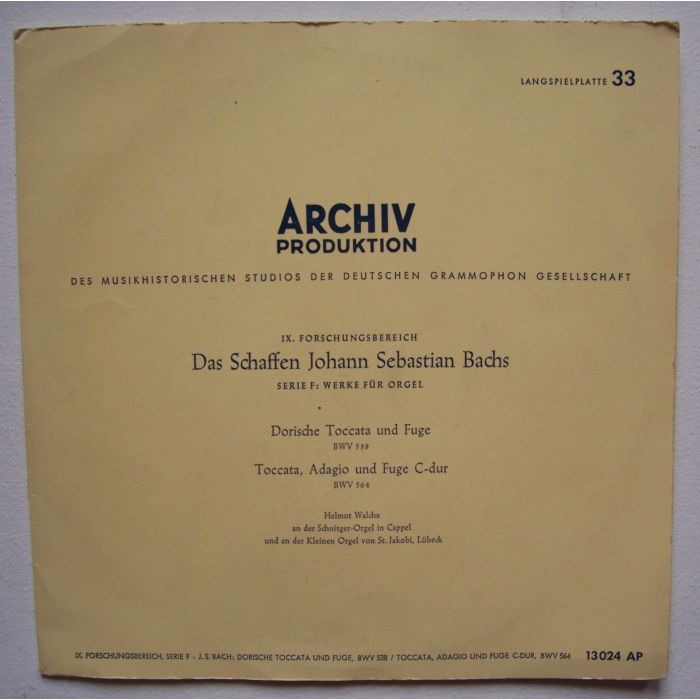 LANGSPIELPLATTE 33
ARCHIV
PRODUKTION
DES MUSIKHISTORISCHEN STUDIOS DER DEUTSCHEN GRAMMOPHON GESELLSCHAFT
IX. FORSCHUNGSBEREICH
Das Schaffen Johann Sebastian Bachs
SERIE F: WERKE FÜR ORGEL
Dorische Toccata und Fuge
BWV 538
Toccata, Adagio und Fuge C-dur
BWV 564
Helmut Walcha
an der Schnitger-Orgel in Cappel
und an der Kleinen Orgel von St. Jakobi, Lübeck
IX. FORSCHUNGSBEREICH, SERIE F - J. S. BACH: DORISCHE TOCCATA UND FUGE, BWV 538 / TOCCATA, ADAGIO UND FUGE C-DUR, BWV 564 13024 AP